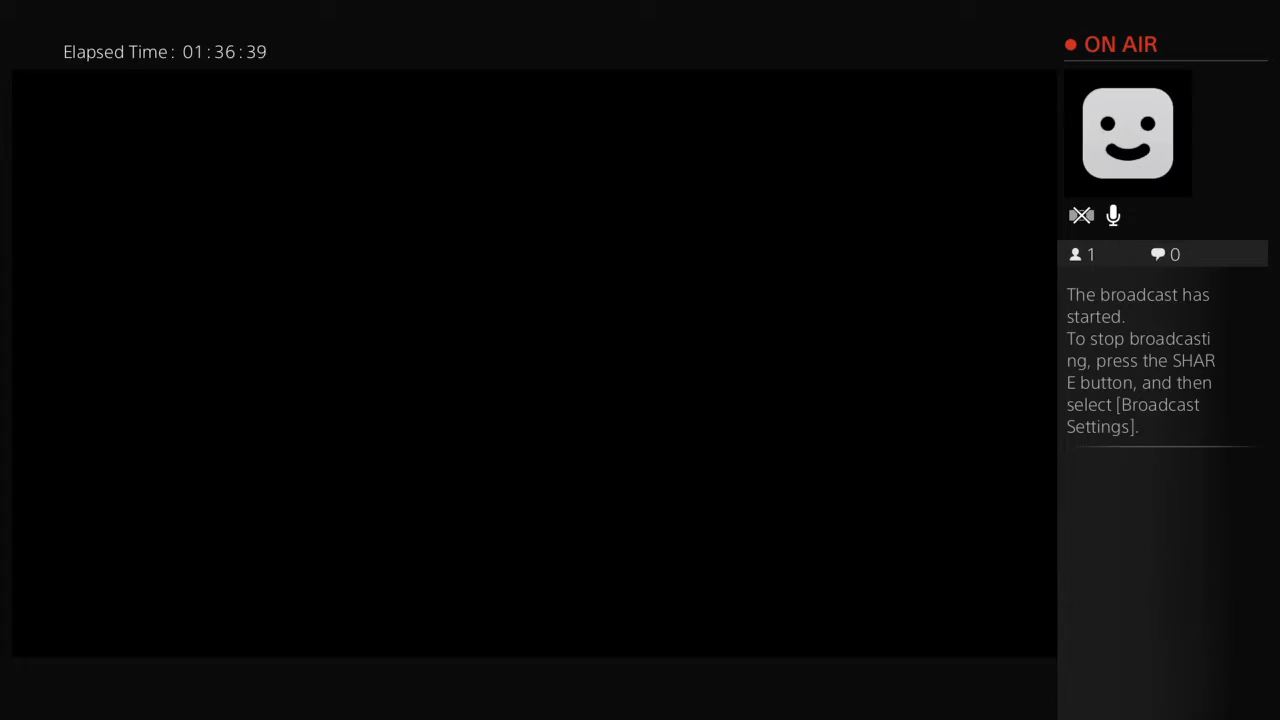 Elapsed Time: 01:36:39
ON AIR
1 0
The broadcast has
started.
To stop broadcasti
ng, press the SHAR
E button, and then
select [Broadcast
Settings].